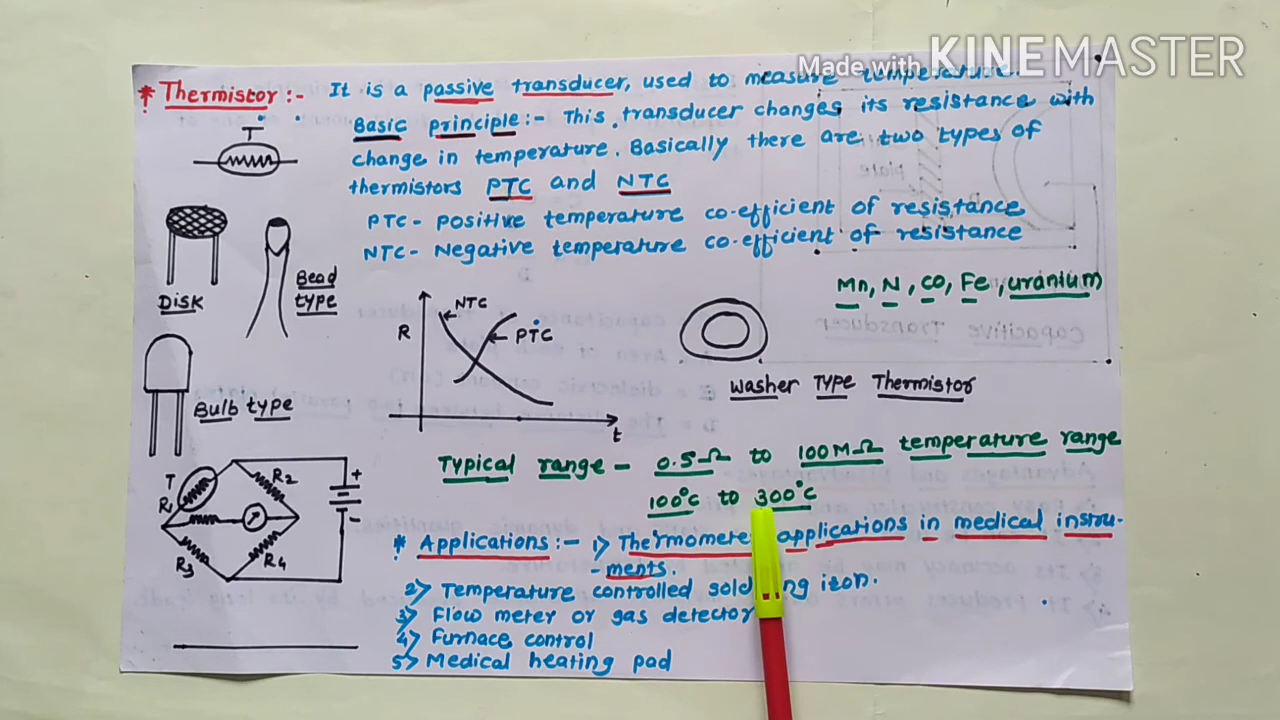 Made with KINEMASTER
* Thermistor :- It is a passive transducer, used to measure temperature.
Basic principle :- This transducer changes its resistance with
change in temperature. Basically there are two types of
thermistors PTC and NTC
PTC - Positive temperature co-efficient of resistance
NTC - Negative temperature co-efficient of resistance
T
Disk
Bead
type
Mn, N, CO, Fe, uranium
R
NTC
PTC
t
Washer Type Thermistor
Bulb type
Typical range - 0.5Ω to 100MΩ temperature range
100°C to 300°C
T
R1
R2
R3
R4
+
-
* Applications :- 1> Thermometer applications in medical instru-
-ments.
2> Temperature controlled iron.
3> Flow meter or gas detector
4> Furnace control
5> Medical heating pad